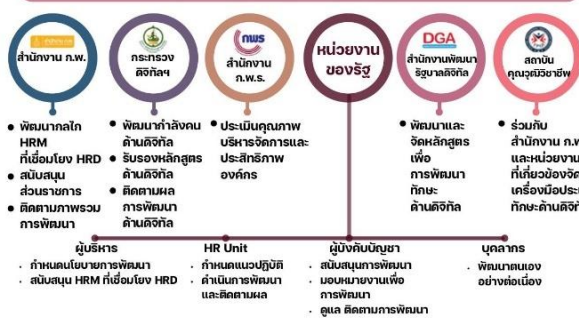 สำนักงาน ก.พ.
กระทรวง
ดิจิทัลฯ
กพร
สำนักงาน
ก.พ.ร.
หน่วยงาน
ของรัฐ
DGA
สำนักงานพัฒนา
รัฐบาลดิจิทัล
สถาบัน
คุณวุฒิวิชาชีพ
• พัฒนากลไก
HRM
ที่เชื่อมโยง HRD
• สนับสนุน
ส่วนราชการ
• ติดตามภาพรวม
การพัฒนา
• พัฒนากำลังคน
ด้านดิจิทัล
• รับรองหลักสูตร
ด้านดิจิทัล
• ติดตามผล
การพัฒนา
ด้านดิจิทัล
• ประเมินคุณภาพ
บริหารจัดการและ
ประสิทธิภาพ
องค์กร
• พัฒนาและ
จัดหลักสูตร
เพื่อ
การพัฒนา
ทักษะ
ด้านดิจิทัล
• ร่วมกับ
สำนักงาน ก.พ
และหน่วยงาน
ที่เกี่ยวข้องจัด
เครื่องมือประเ
ทักษะด้านดิจิทั
ผู้บริหาร
· กำหนดนโยบายการพัฒนา
· สนับสนุน HRM ที่เชื่อมโยง HRD
HR Unit
· กำหนดแนวปฏิบัติ
· ดำเนินการพัฒนา
และติดตามผล
ผู้บังคับบัญชา
· สนับสนุนการพัฒนา
· มอบหมายงานเพื่อ
การพัฒนา
· ดูแล ติดตามการพัฒนา
บุคลากร
· พัฒนาตนเอง
อย่างต่อเนื่อง